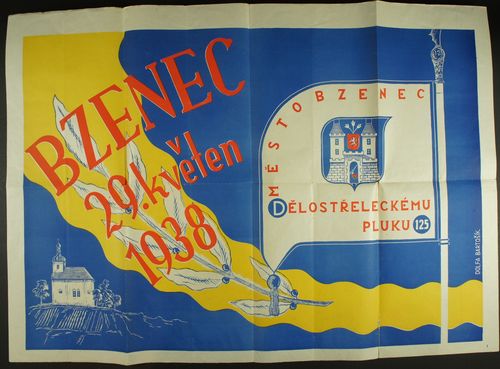 BZENEC
29. květen
1938
MĚSTO BZENEC
DĚLOSTŘELECKÉMU
PLUKU 125
DOLFA BARTOŠÍK.